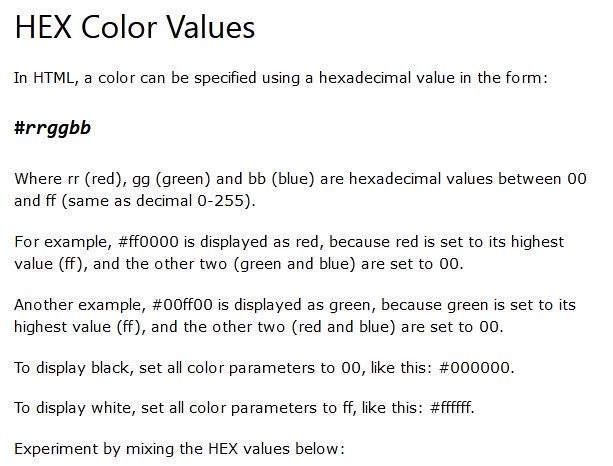 HEX Color Values
In HTML, a color can be specified using a hexadecimal value in the form:
#rrggbb
Where rr (red), gg (green) and bb (blue) are hexadecimal values between 00
and ff (same as decimal 0-255).
For example, #ff0000 is displayed as red, because red is set to its highest
value (ff), and the other two (green and blue) are set to 00.
Another example, #00ff00 is displayed as green, because green is set to its
highest value (ff), and the other two (red and blue) are set to 00.
To display black, set all color parameters to 00, like this: #000000.
To display white, set all color parameters to ff, like this: #ffffff.
Experiment by mixing the HEX values below: